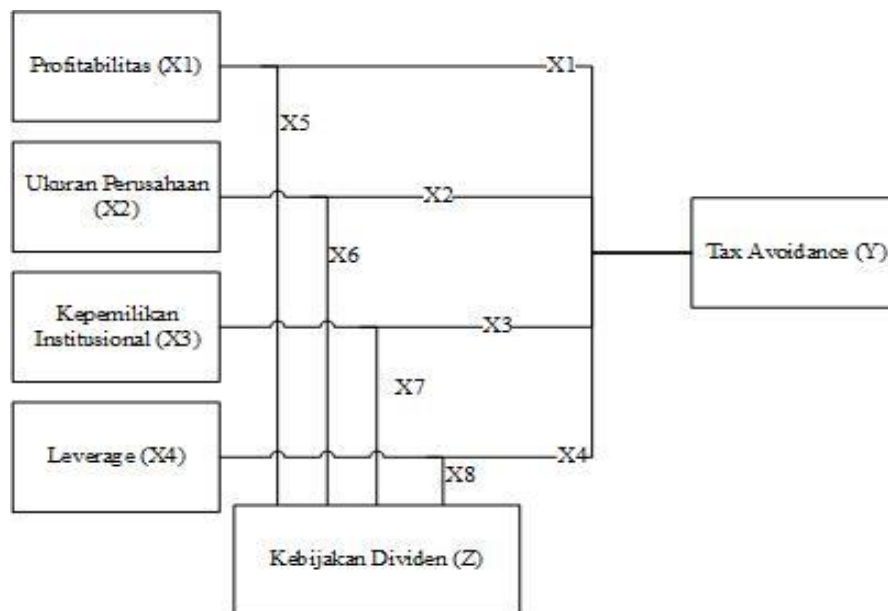 Profitabilitas (X1)
X1
X5
Ukuran Perusahaan
(X2)
X2
X6
Tax Avoidance (Y)
Kepemilikan
Institusional (X3)
X3
X7
Leverage (X4)
X4
X8
Kebijakan Dividen (Z)